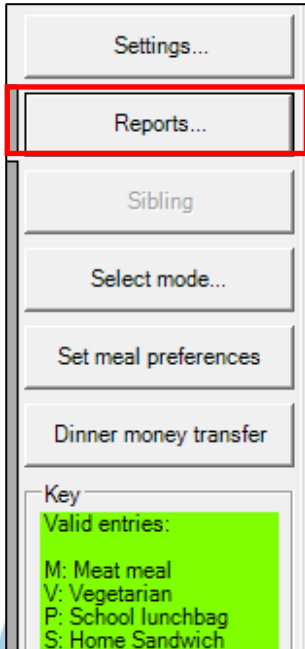 Settings...
Reports...
Sibling
Select mode...
Set meal preferences
Dinner money transfer
Key
Valid entries:
M: Meat meal
V: Vegetarian
P: School lunchbag
S: Home Sandwich